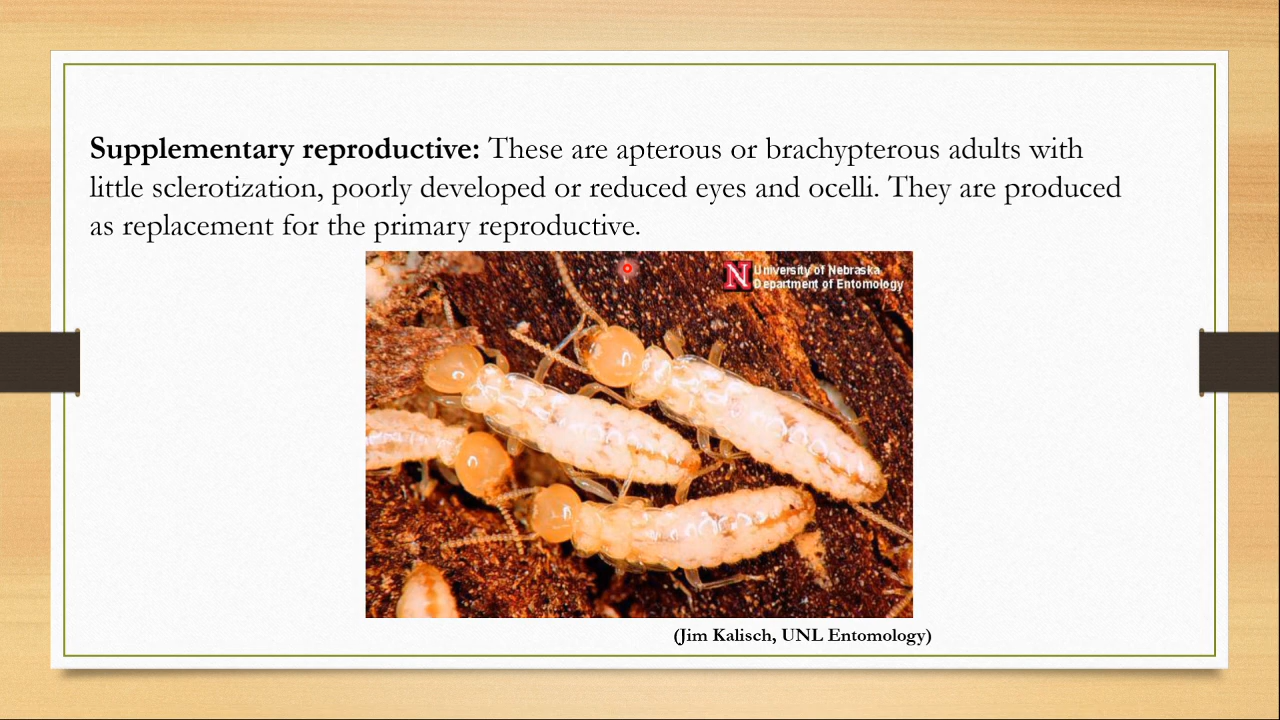 Supplementary reproductive: These are apterous or brachypterous adults with
little sclerotization, poorly developed or reduced eyes and ocelli. They are produced
as replacement for the primary reproductive.
N University of Nebraska
Department of Entomology
(Jim Kalisch, UNL Entomology)